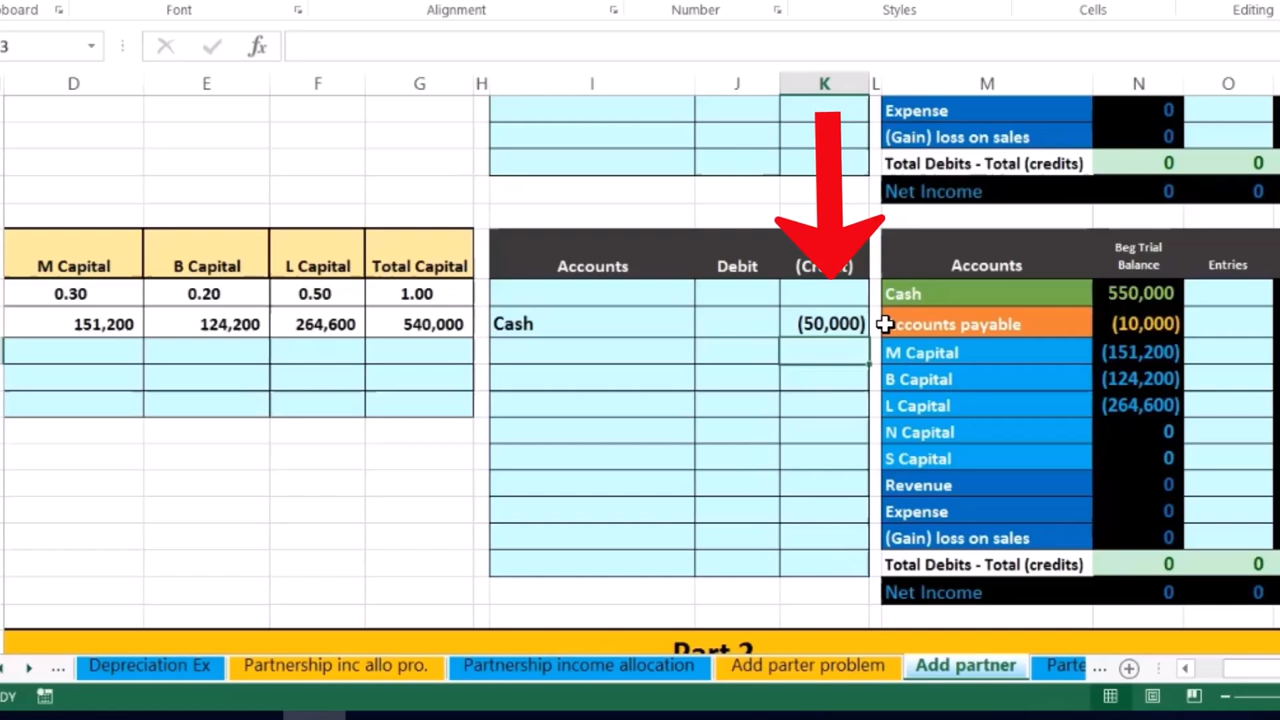 board Font Alignment Number Styles Cells Editing
3 fx
D E F G H I J K L M N O
Expense 0
(Gain) loss on sales 0
Total Debits - Total (credits) 0 0
Net Income 0 0
M Capital B Capital L Capital Total Capital Accounts Debit Accounts Beg Trial Balance Entries
0.30 0.20 0.50 1.00 Cash 550,000
151,200 124,200 264,600 540,000 Cash (50,000) accounts payable (10,000)
M Capital (151,200)
B Capital (124,200)
L Capital (264,600)
N Capital 0
S Capital 0
Revenue 0
Expense 0
(Gain) loss on sales 0
Total Debits - Total (credits) 0 0
Net Income 0 0
Part 2
... Depreciation Ex Partnership inc allo pro. Partnership income allocation Add parter problem Add partner Parte ...
DY